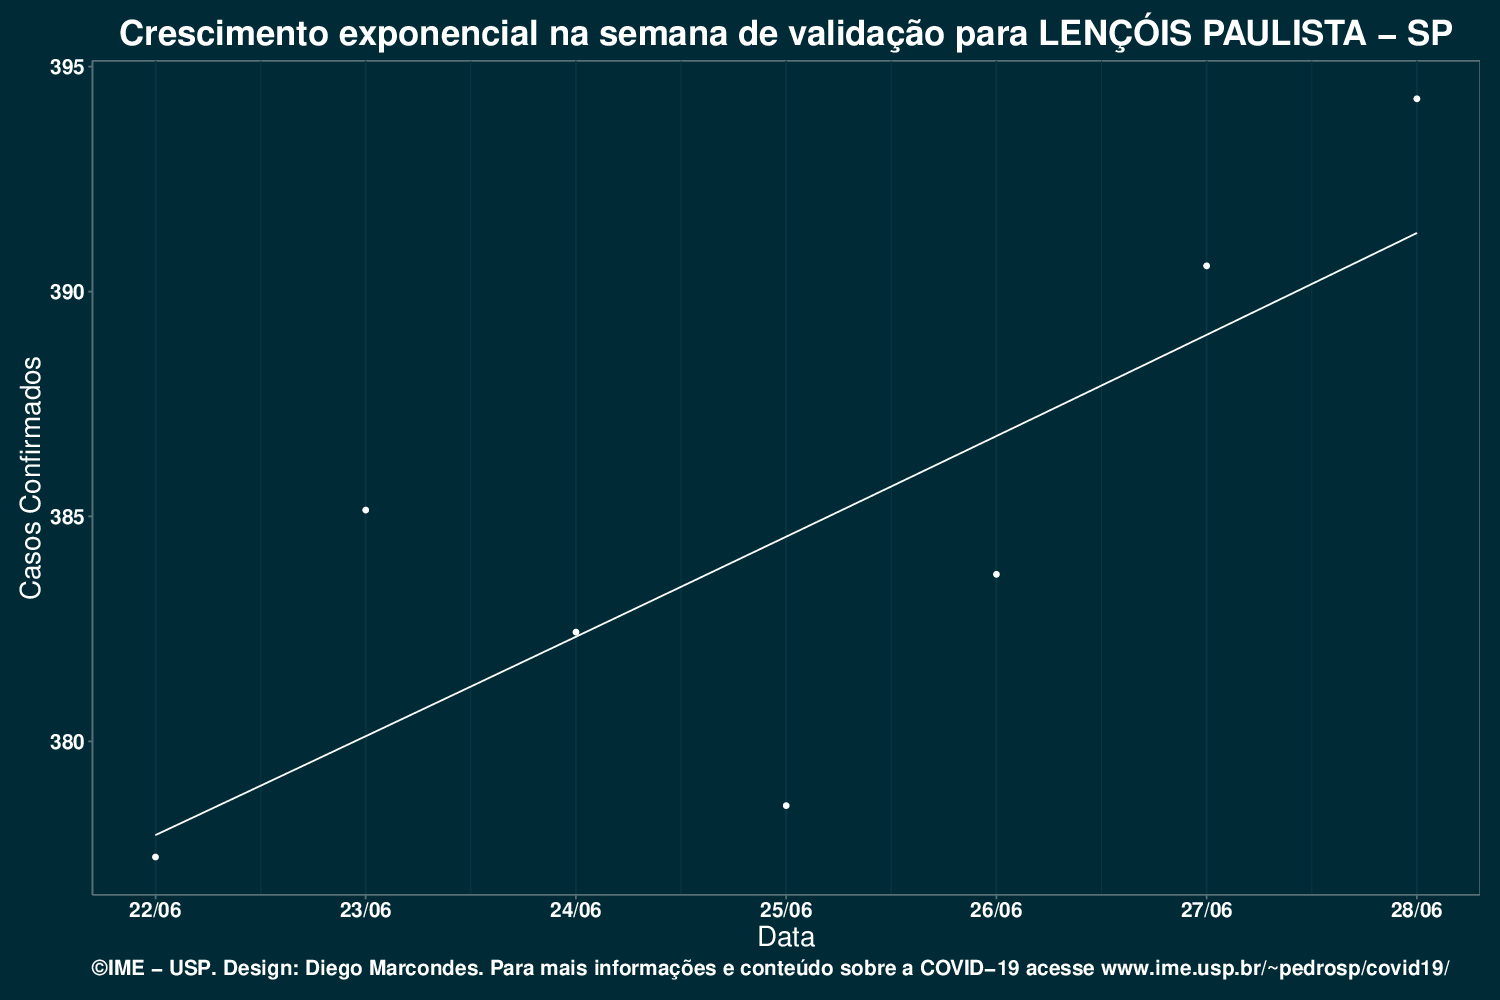 Crescimento exponencial na semana de validação para LENÇÓIS PAULISTA – SP
395
390
385
380
Casos Confirmados
22/06 23/06 24/06 25/06 26/06 27/06 28/06
Data
©IME – USP. Design: Diego Marcondes. Para mais informações e conteúdo sobre a COVID–19 acesse www.ime.usp.br/~pedrosp/covid19/